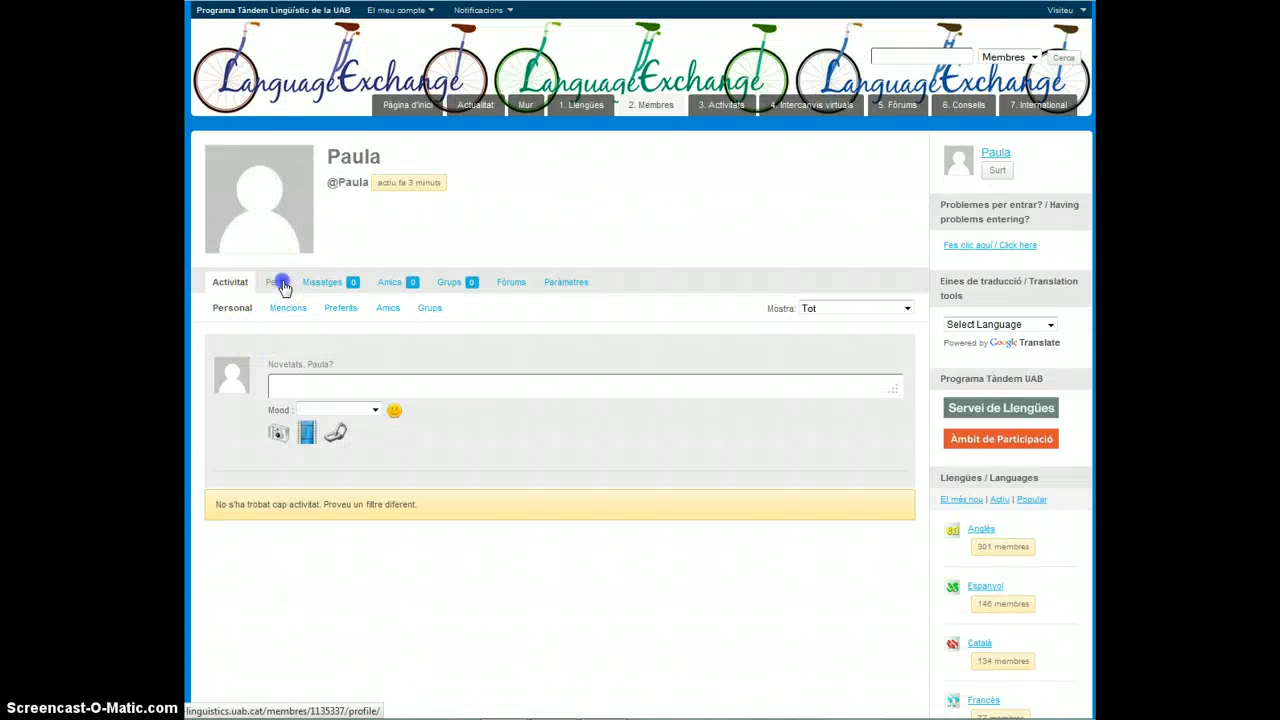 Programa Tàndem Lingüístic de la UAB El meu compte Notificacions Visiteu
LanguageExchange LanguageExchange LanguageExchange
Membres Cerca
Pàgina d'inici Actualitat Mur 1. Llengües 2. Membres 3. Activitats 4. Intercanvis virtuals 5. Fòrums 6. Consells 7. International
Paula
@Paula actiu fa 3 minuts
Paula
Surt
Problemes per entrar? / Having
problems entering?
Fes clic aquí / Click here
Activitat Missatges 0 Amics 0 Grups 0 Fòrums Paràmetres
Personal Mencions Preferits Amics Grups Mostra: Tot
Eines de traducció / Translation
tools
Select Language
Powered by Google Translate
Novetats, Paula?
Mood :
Programa Tàndem UAB
Servei de Llengües
Àmbit de Participació
Llengües / Languages
El més nou | Actiu | Popular
No s'ha trobat cap activitat. Proveu un filtre diferent.
Anglès
301 membres
Espanyol
146 membres
Català
134 membres
Francès
77 membres
Screencast-O-Matic.com
-linguistics.uab.cat/membres/1135337/profile/